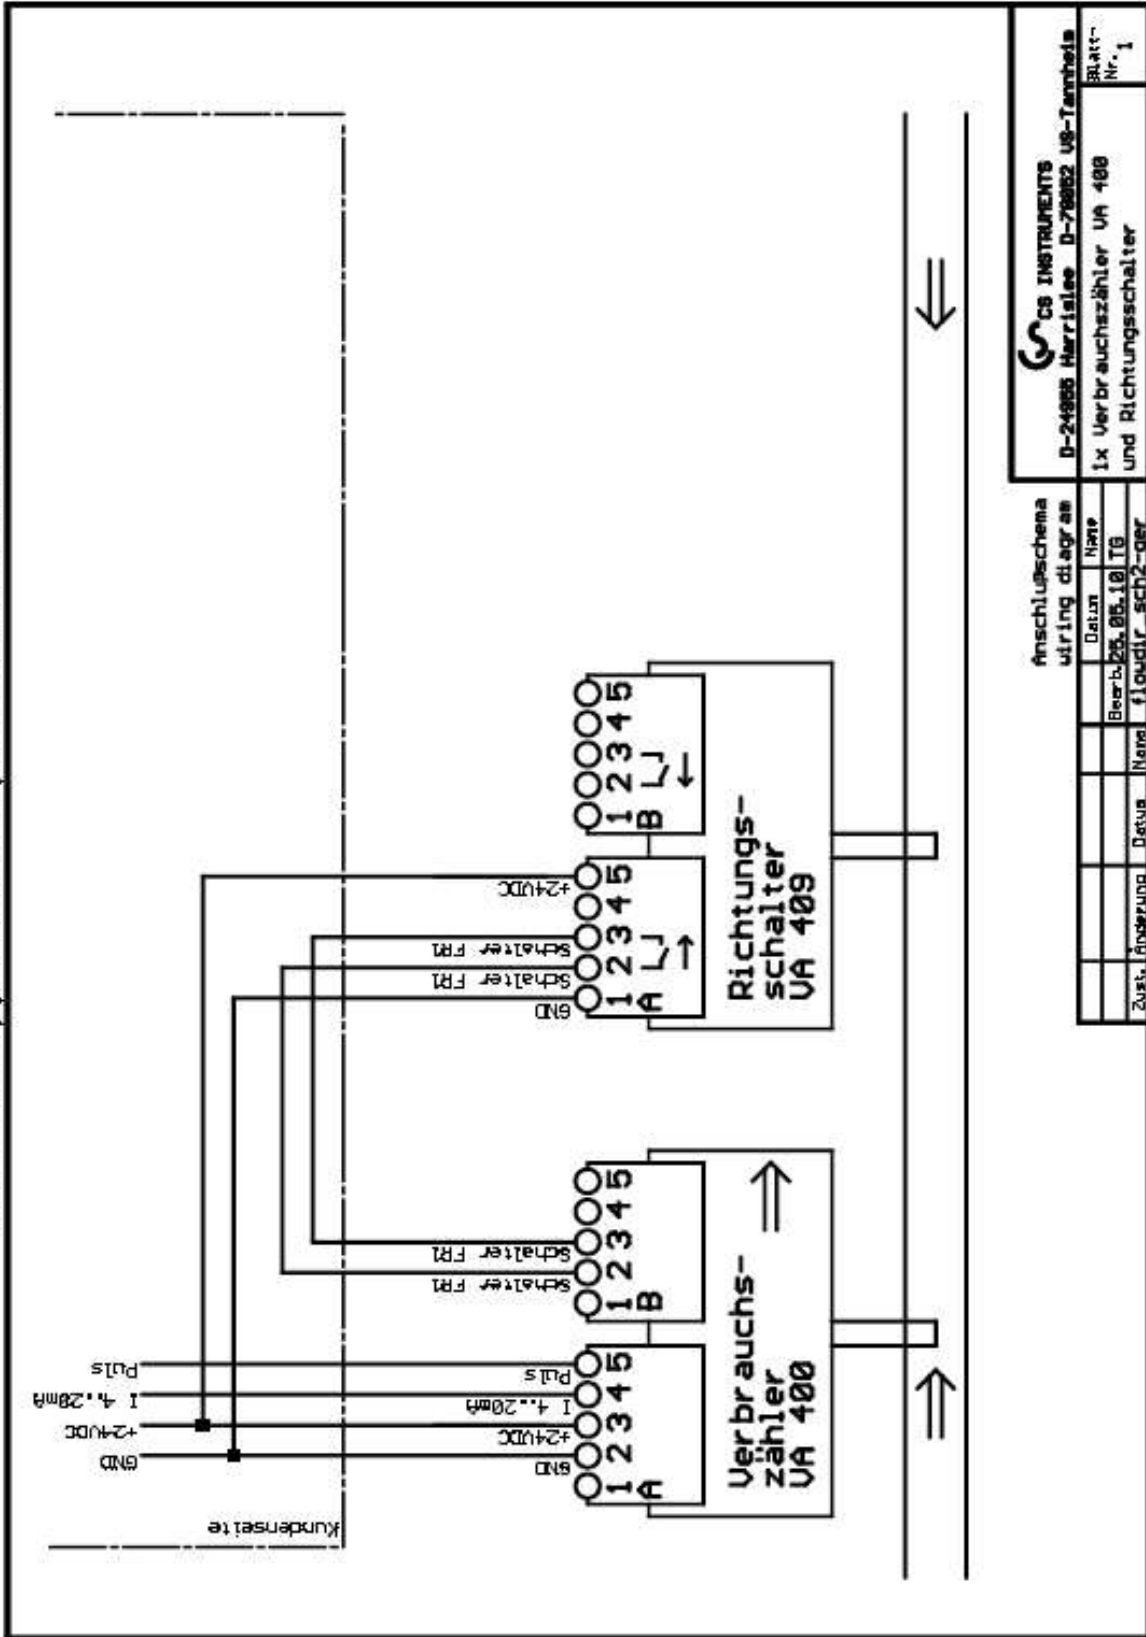 Kundenseite
GND
+24VDC
I 4..20mA
Puls
GND
+24VDC
I 4..20mA
Puls
Schalter FR1
Schalter FR1
GND
Schalter FR1
Schalter FR1
+24VDC
1 2 3 4 5
A
1 2 3 4 5
B
1 2 3 4 5
A
1 2 3 4 5
B
Verbrauchs-
zähler
VA 400
Richtungs-
schalter
VA 409
Anschlußschema
wiring diagram
CS INSTRUMENTS
D-24955 Harrislee D-78052 VS-Tannheim
Datum Name
Bearb. 26.05.10 TG
Zust. Änderung Datum Name flowdir_sch2-ger
1x Verbrauchszähler VA 400
und Richtungsschalter
Blatt-
Nr. 1